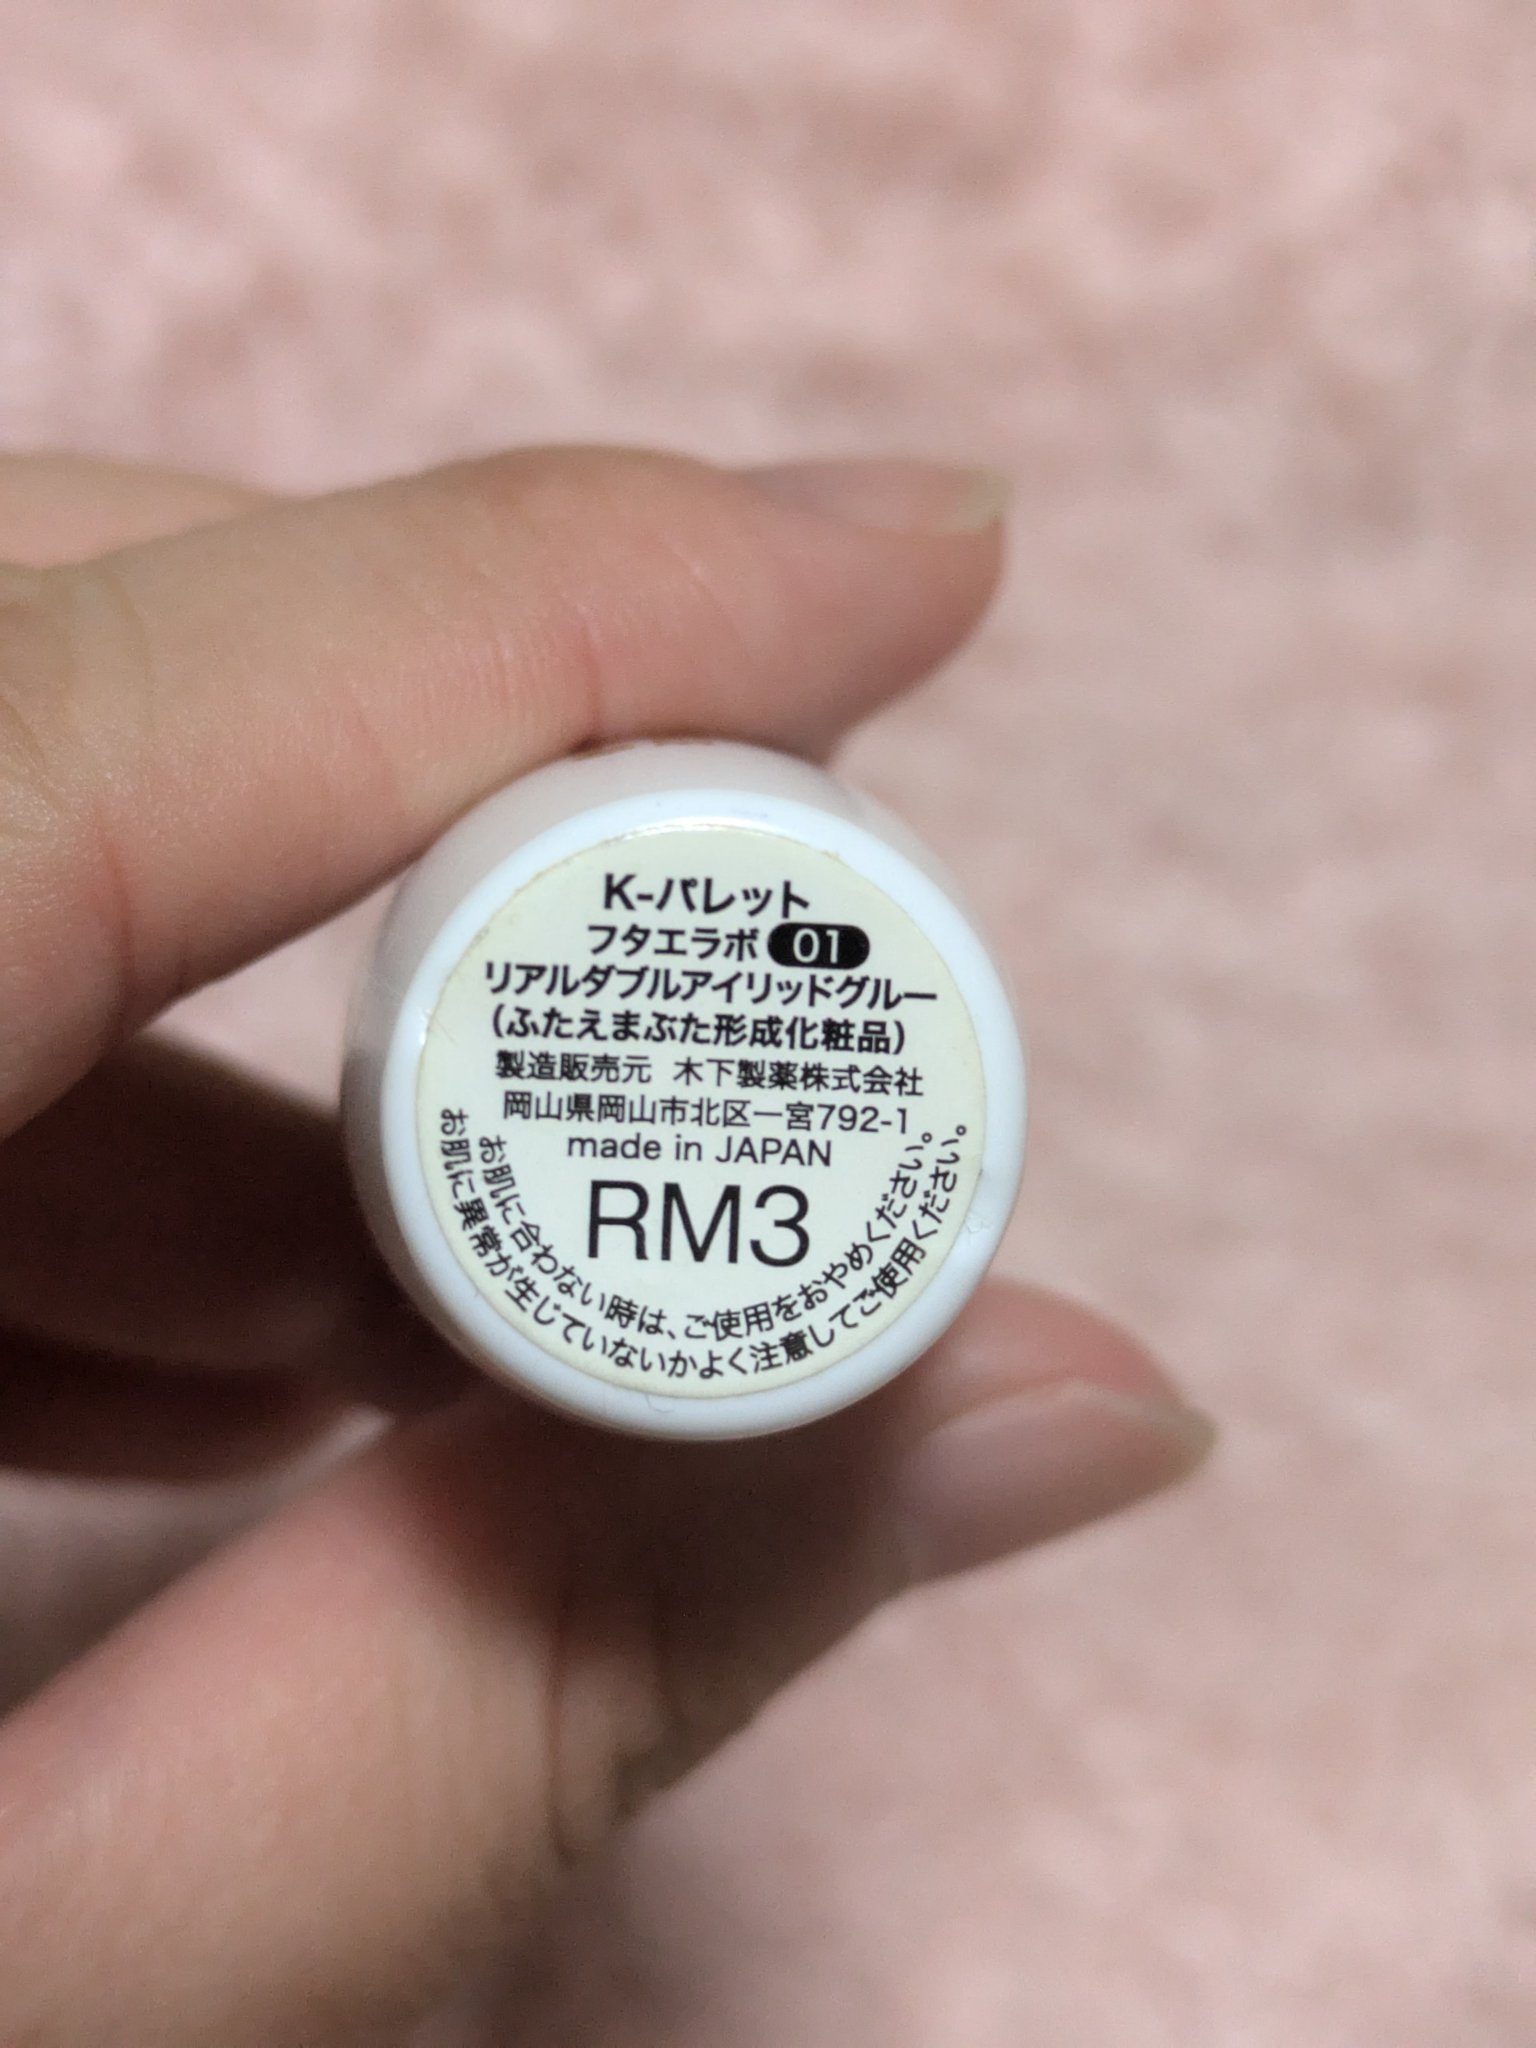 K-パレット
フタエラボ 01
リアルダブルアイリッドグルー
(ふたえまぶた形成化粧品)
製造販売元 木下製薬株式会社
岡山県岡山市北区一宮792-1
made in JAPAN
RM3
お肌に合わない時は、ご使用をおやめください。
お肌に異常が生じていないかよく注意してご使用ください。